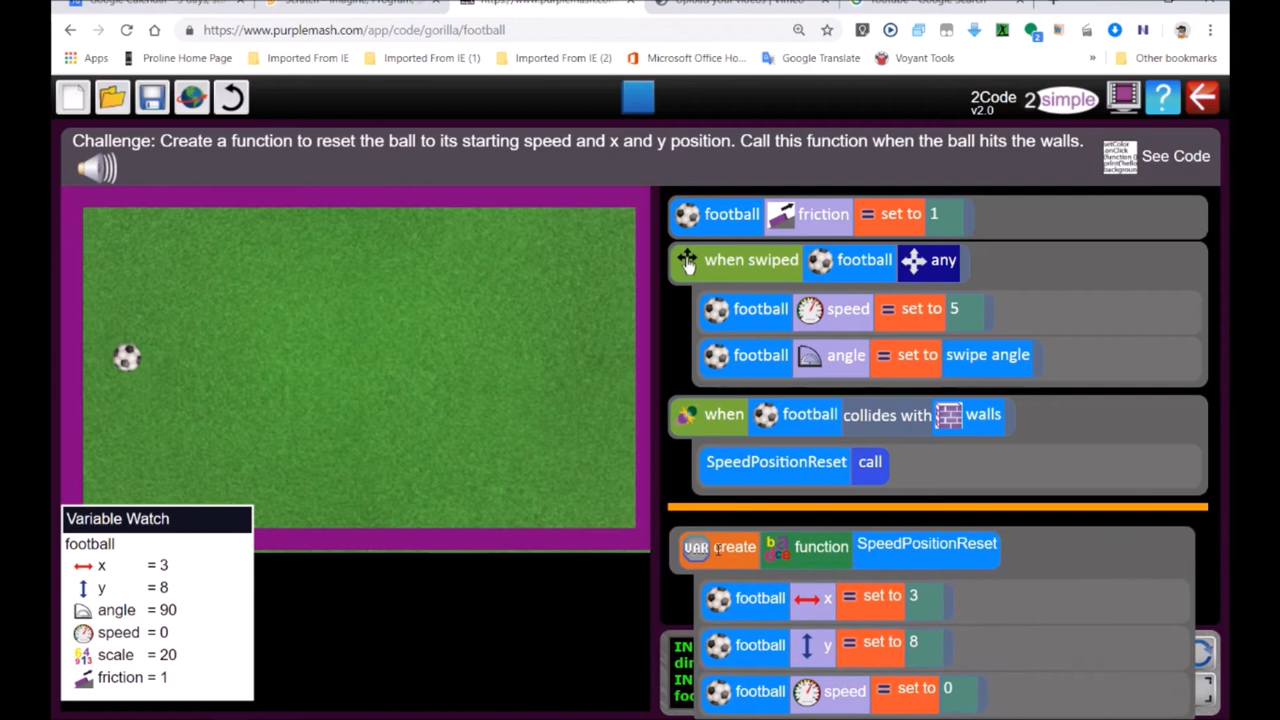 https://www.purplemash.com/app/code/gorilla/football
2
N
Apps
Proline Home Page
Imported From IE
Imported From IE (1)
Imported From IE (2)
Microsoft Office Ho...
Google Translate
Voyant Tools
»
Other bookmarks
2Code
v2.0
2simple
?
Challenge: Create a function to reset the ball to its starting speed and x and y position. Call this function when the ball hits the walls.
See Code
football friction = set to 1
when swiped football any
football speed = set to 5
football angle = set to swipe angle
when football collides with walls
SpeedPositionReset call
VAR create function SpeedPositionReset
football x = set to 3
football y = set to 8
football speed = set to 0
Variable Watch
football
x = 3
y = 8
angle = 90
speed = 0
scale = 20
friction = 1